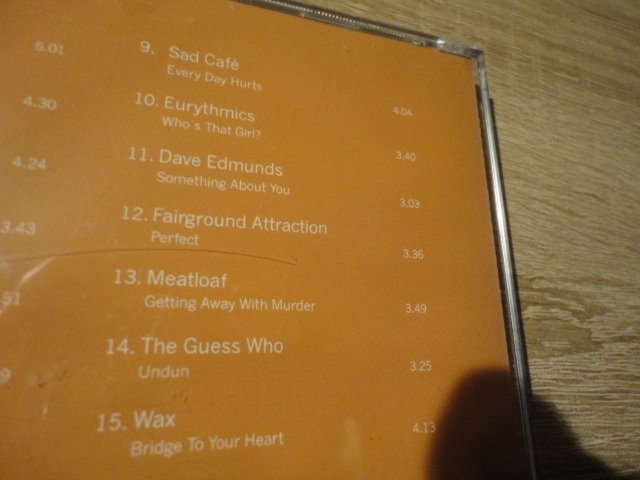 5.01
4.30
4.24
3.43
51
9
9. Sad Café
Every Day Hurts
4.04
10. Eurythmics
Who's That Girl?
3.40
11. Dave Edmunds
Something About You
3.03
12. Fairground Attraction
Perfect
3.36
13. Meatloaf
Getting Away With Murder
3.49
14. The Guess Who
Undun
3.25
15. Wax
Bridge To Your Heart
4.13